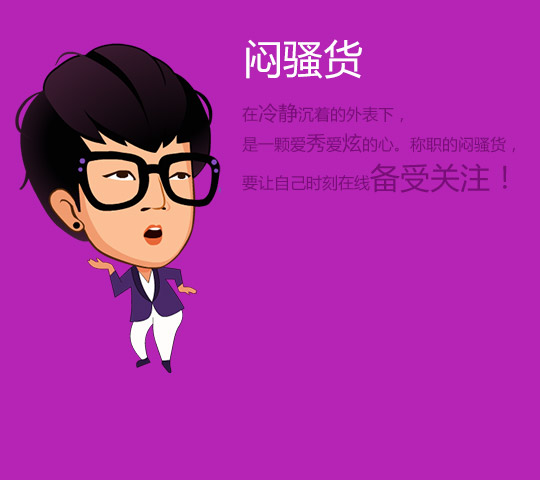 闷骚货
在冷静沉着的外表下，
是一颗爱秀爱炫的心。称职的闷骚货，
要让自己时刻在线备受关注！